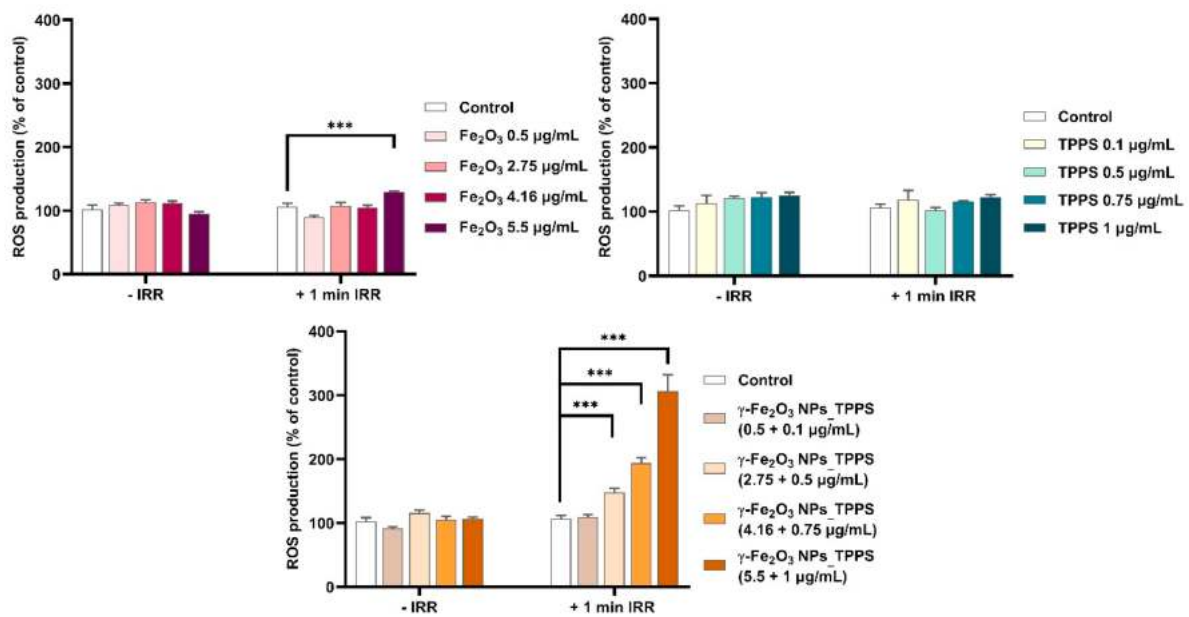 ROS production (% of control)
400
300
200
100
0
***
- IRR
+ 1 min IRR
Control
Fe₂O₃ 0.5 µg/mL
Fe₂O₃ 2.75 µg/mL
Fe₂O₃ 4.16 µg/mL
Fe₂O₃ 5.5 µg/mL
ROS production (% of control)
400
300
200
100
0
- IRR
+ 1 min IRR
Control
TPPS 0.1 µg/mL
TPPS 0.5 µg/mL
TPPS 0.75 µg/mL
TPPS 1 µg/mL
ROS production (% of control)
400
300
200
100
0
***
***
***
- IRR
+ 1 min IRR
Control
γ-Fe₂O₃ NPs_TPPS
(0.5 + 0.1 µg/mL)
γ-Fe₂O₃ NPs_TPPS
(2.75 + 0.5 µg/mL)
γ-Fe₂O₃ NPs_TPPS
(4.16 + 0.75 µg/mL)
γ-Fe₂O₃ NPs_TPPS
(5.5 + 1 µg/mL)